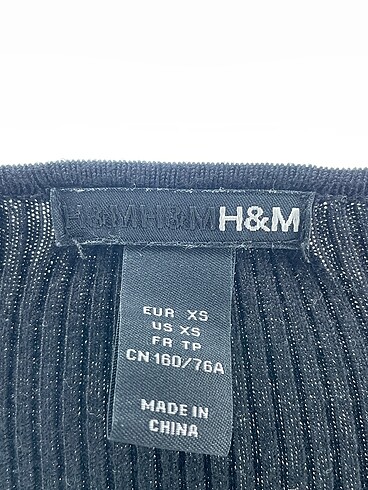 H&MH&MH&M
EUR XS
US XS
FR TP
CN 160/76A
MADE IN
CHINA